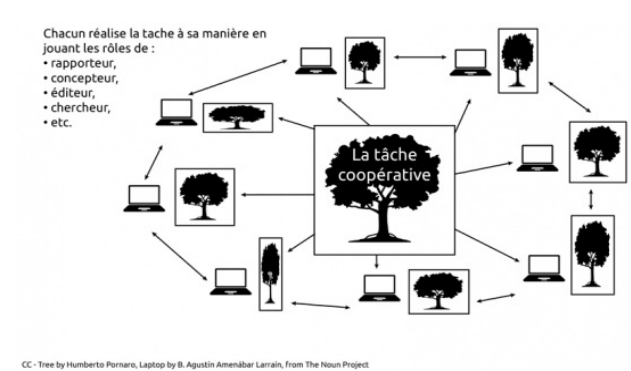 Chacun réalise la tache à sa manière en
jouant les rôles de :
• rapporteur,
• concepteur,
• éditeur,
• chercheur,
• etc.
La tâche
coopérative
CC - Tree by Humberto Pornaro, Laptop by B. Agustín Amenábar Larraín, from The Noun Project